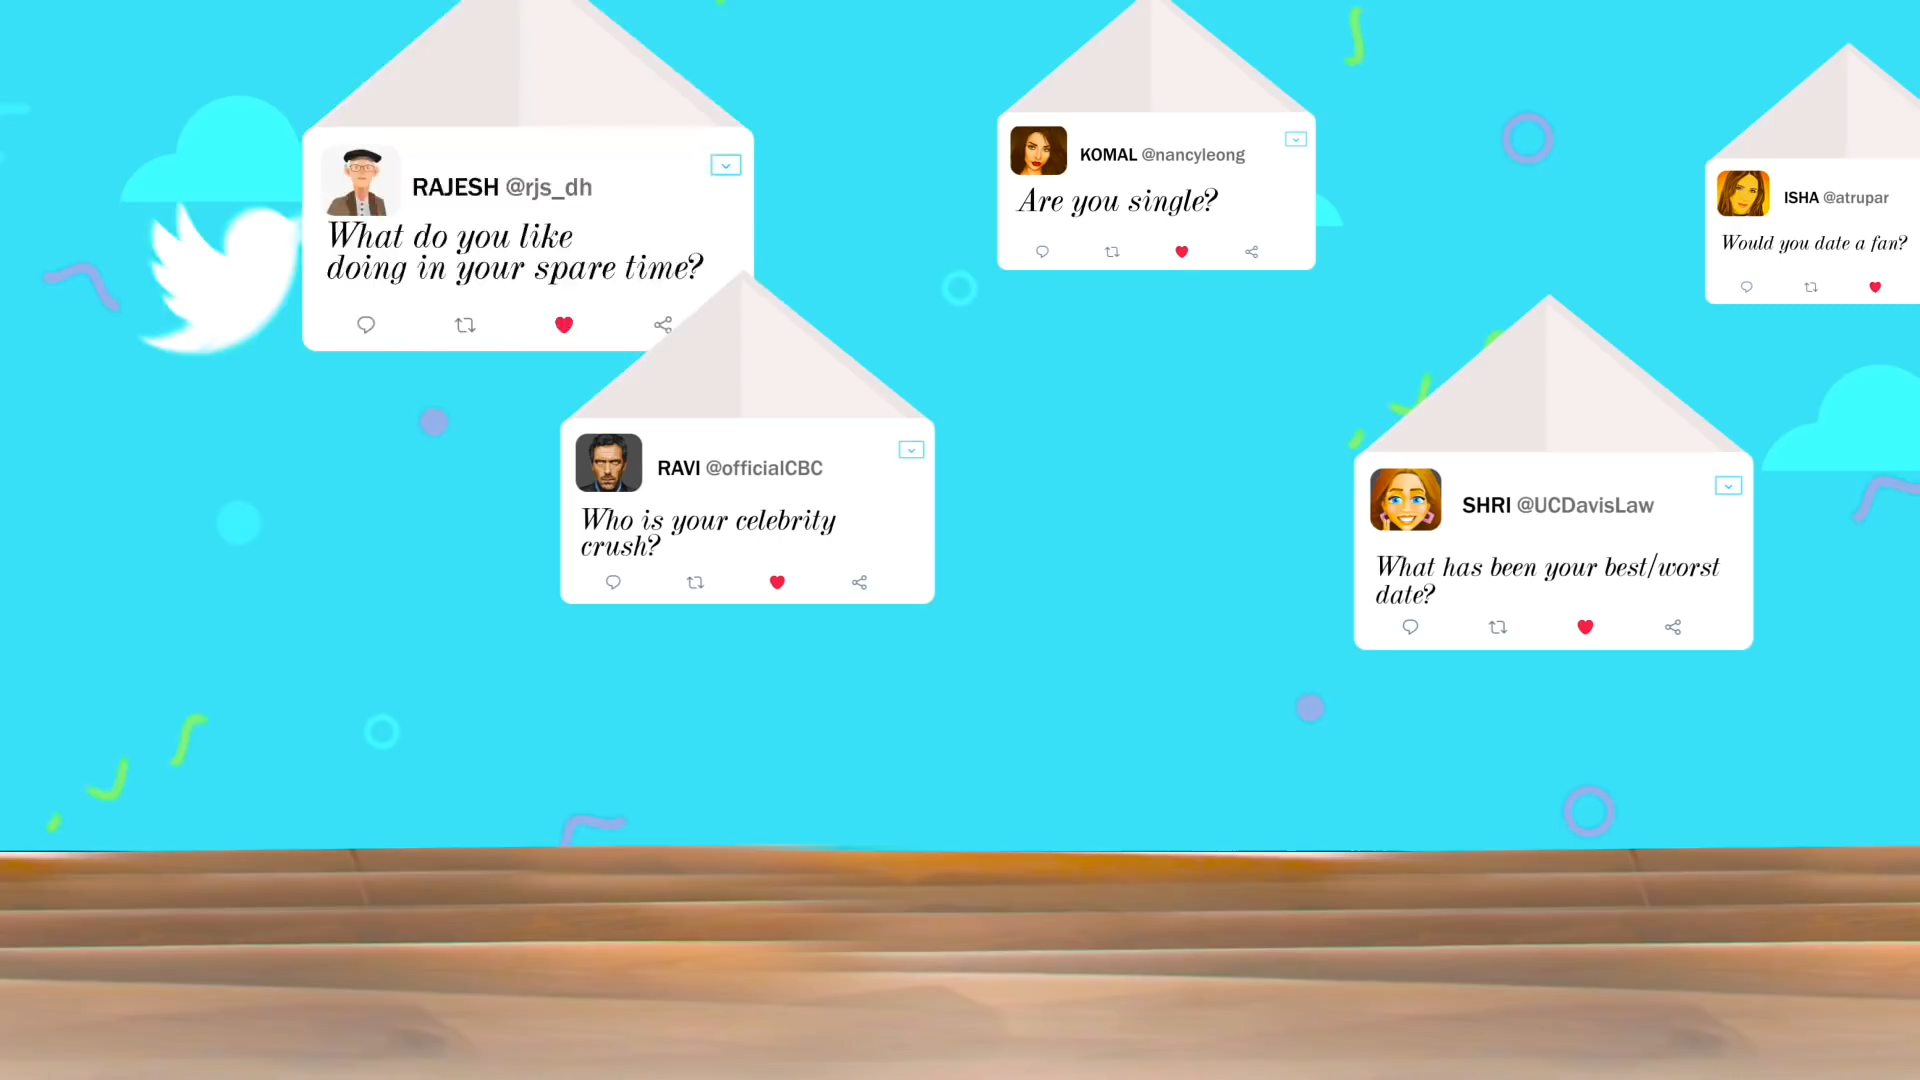 RAJESH @rjs_dh
What do you like
doing in your spare time?
KOMAL @nancyleong
Are you single?
ISHA @atrupar
Would you date a fan?
RAVI @officialCBC
Who is your celebrity
crush?
SHRI @UCDavisLaw
What has been your best/worst
date?